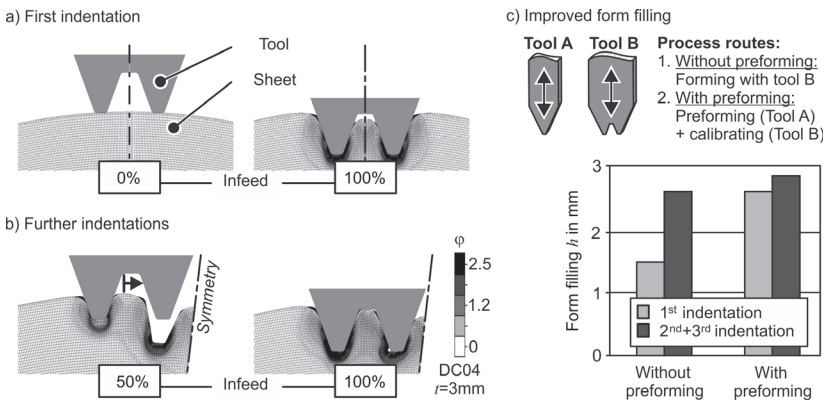 a) First indentation
Tool
Sheet
0%
Infeed
100%
b) Further indentations
Symmetry
φ
2.5
1.2
0
DC04
t=3mm
50%
Infeed
100%
c) Improved form filling
Tool A
Tool B
Process routes:
1. Without preforming:
Forming with tool B
2. With preforming:
Preforming (Tool A)
+ calibrating (Tool B)
Form filling h in mm
3
2
1
0
1st indentation
2nd+3rd indentation
Without
preforming
With
preforming